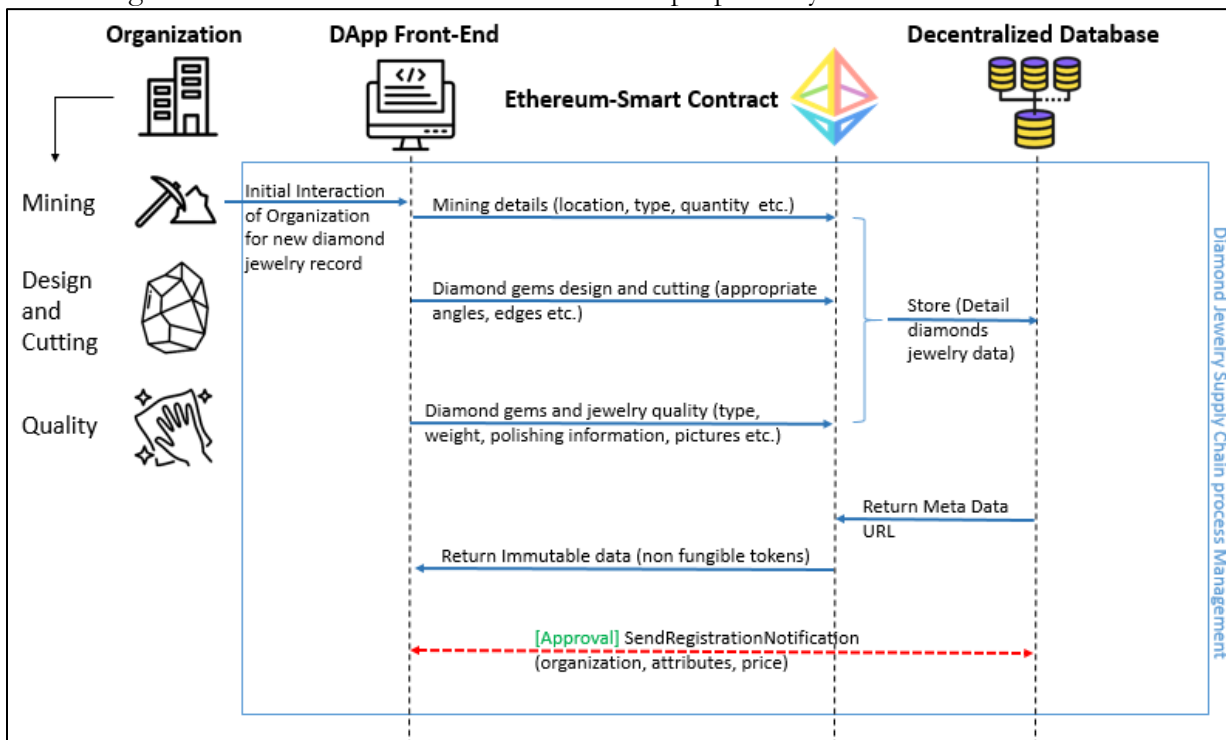 Organization
DApp Front-End
Decentralized Database
</>
Ethereum-Smart Contract
Mining
Initial Interaction
of Organization
for new diamond
jewelry record
Mining details (location, type, quantity etc.)
Design
and
Cutting
Diamond gems design and cutting (appropriate
angles, edges etc.)
Store (Detail
diamonds
jewelry data)
Quality
Diamond gems and jewelry quality (type,
weight, polishing information, pictures etc.)
Return Meta Data
URL
Return Immutable data (non fungible tokens)
[Approval] SendRegistrationNotification
(organization, attributes, price)
Diamond Jewelry Supply Chain process Management